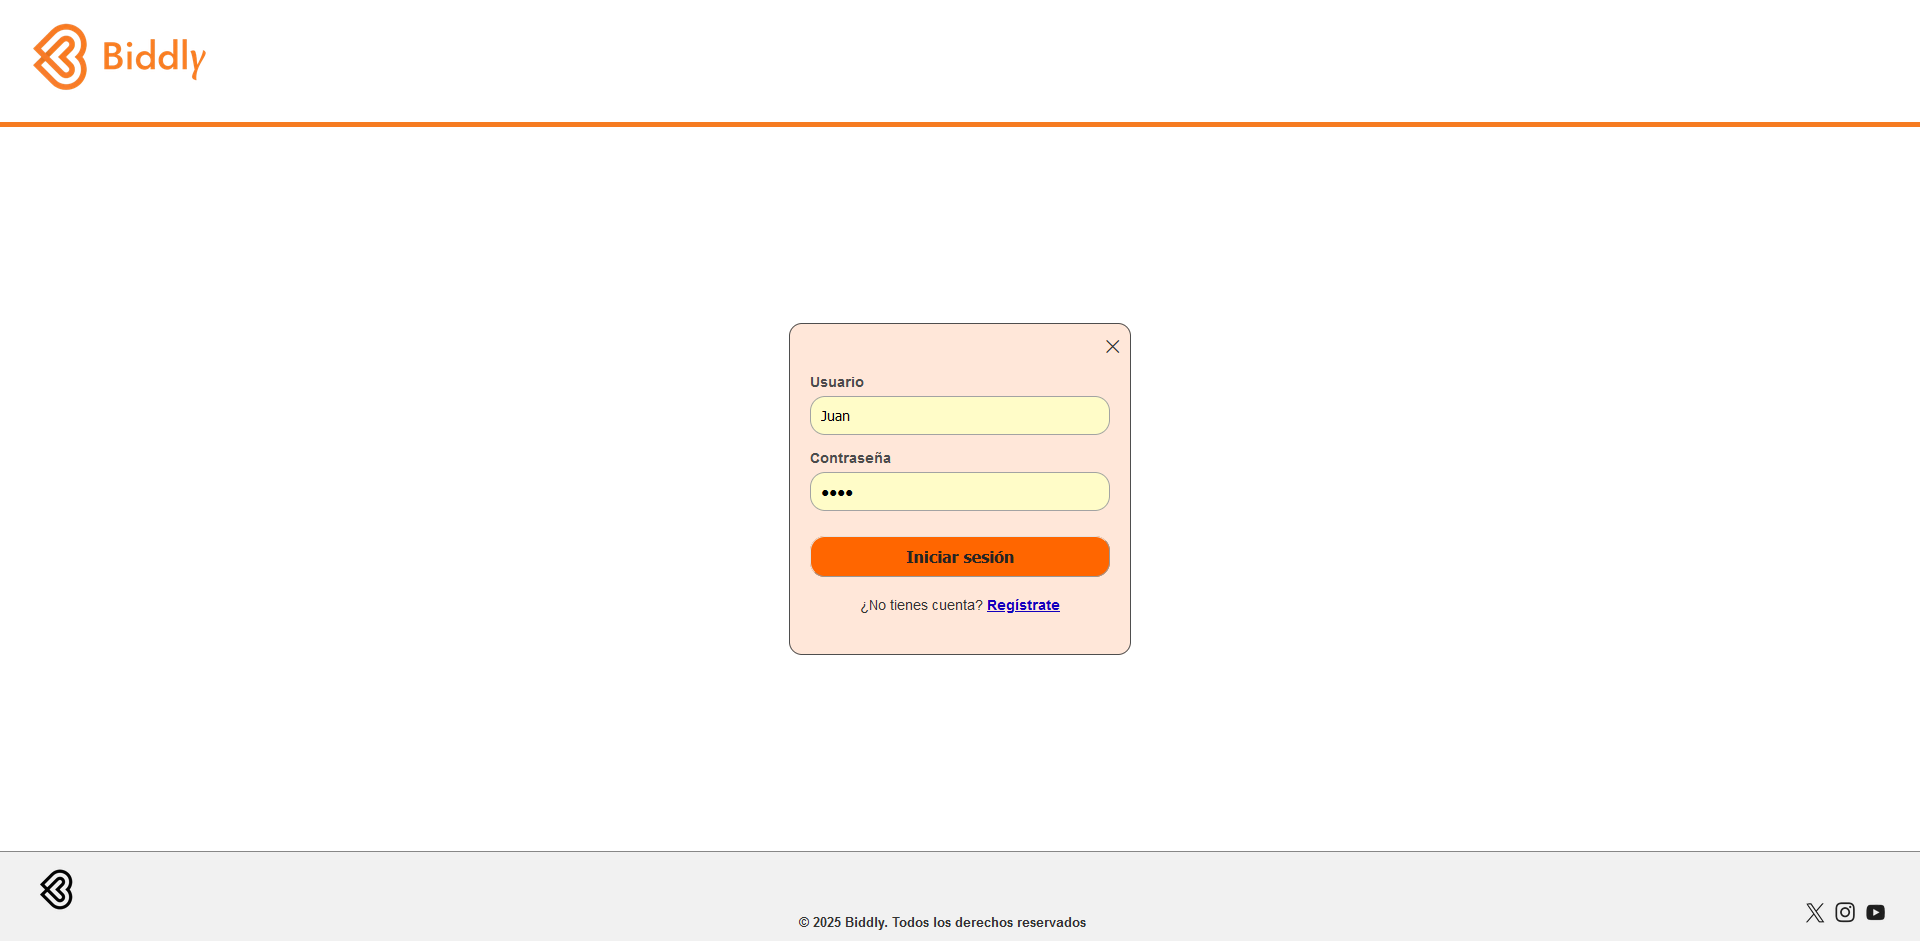 Biddly
Usuario
Juan
Contraseña
••••
Iniciar sesión
¿No tienes cuenta? Regístrate
© 2025 Biddly. Todos los derechos reservados